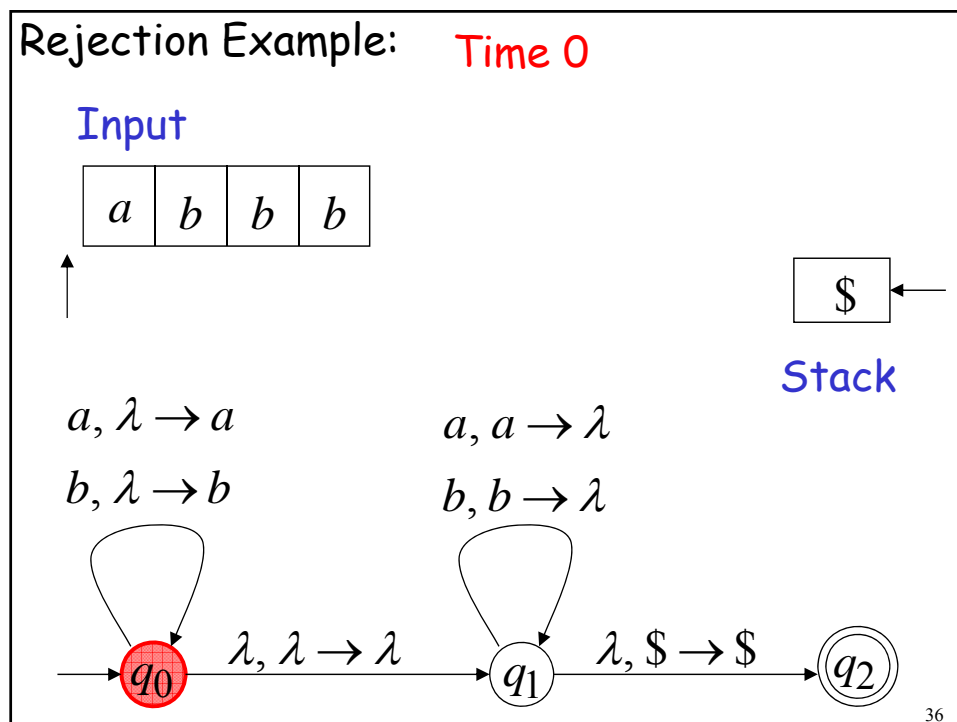 Rejection Example: Time 0
Input
a b b b
$
Stack
a, λ → a a, a → λ
b, λ → b b, b → λ
λ, λ → λ λ, $ → $
q₀ q₁ q₂
36